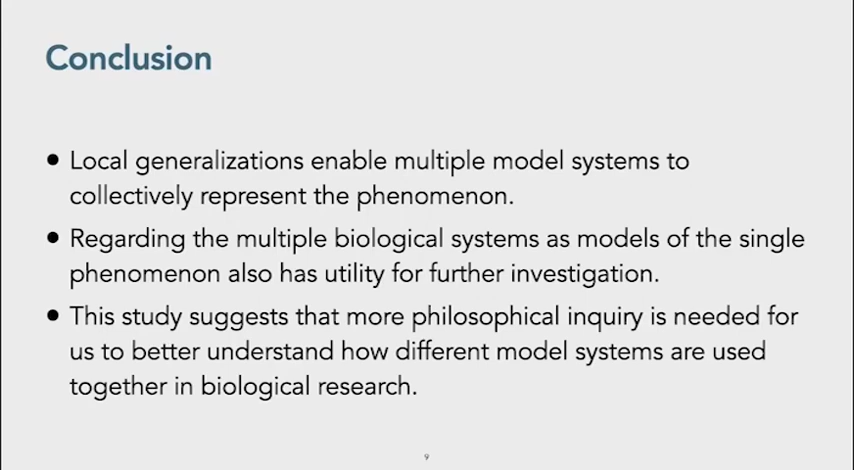 Conclusion
• Local generalizations enable multiple model systems to
collectively represent the phenomenon.
• Regarding the multiple biological systems as models of the single
phenomenon also has utility for further investigation.
• This study suggests that more philosophical inquiry is needed for
us to better understand how different model systems are used
together in biological research.
9